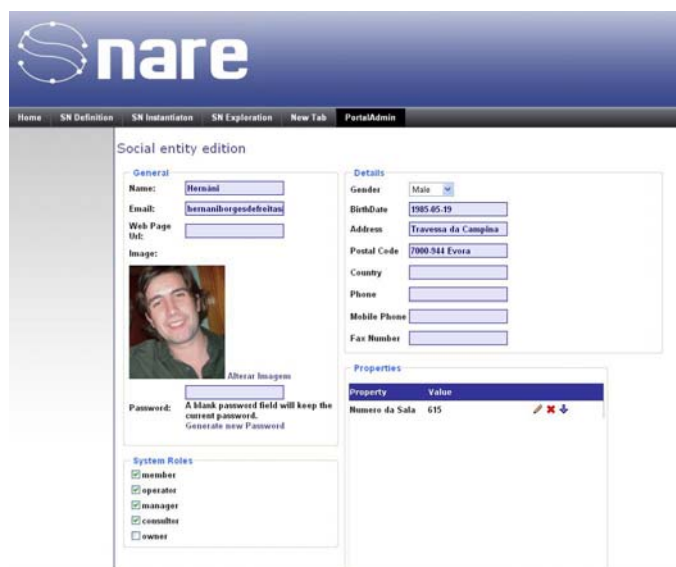 Snare
Home SN Definition SN Instantiaton SN Exploration New Tab PortalAdmin
Social entity edition
General
Name: Hernâni
Email: hernaniborgesdefreitas
Web Page
Url:
Image:
Alterar Imagem
Password:
A blank password field will keep the
current password.
Generate new Password
System Roles
member
operator
manager
consultor
owner
Details
Gender Male
BirthDate 1985-05-19
Address Travessa da Campina
Postal Code 7000-944 Evora
Country
Phone
Mobile Phone
Fax Number
Properties
Property Value
Numero da Sala 615